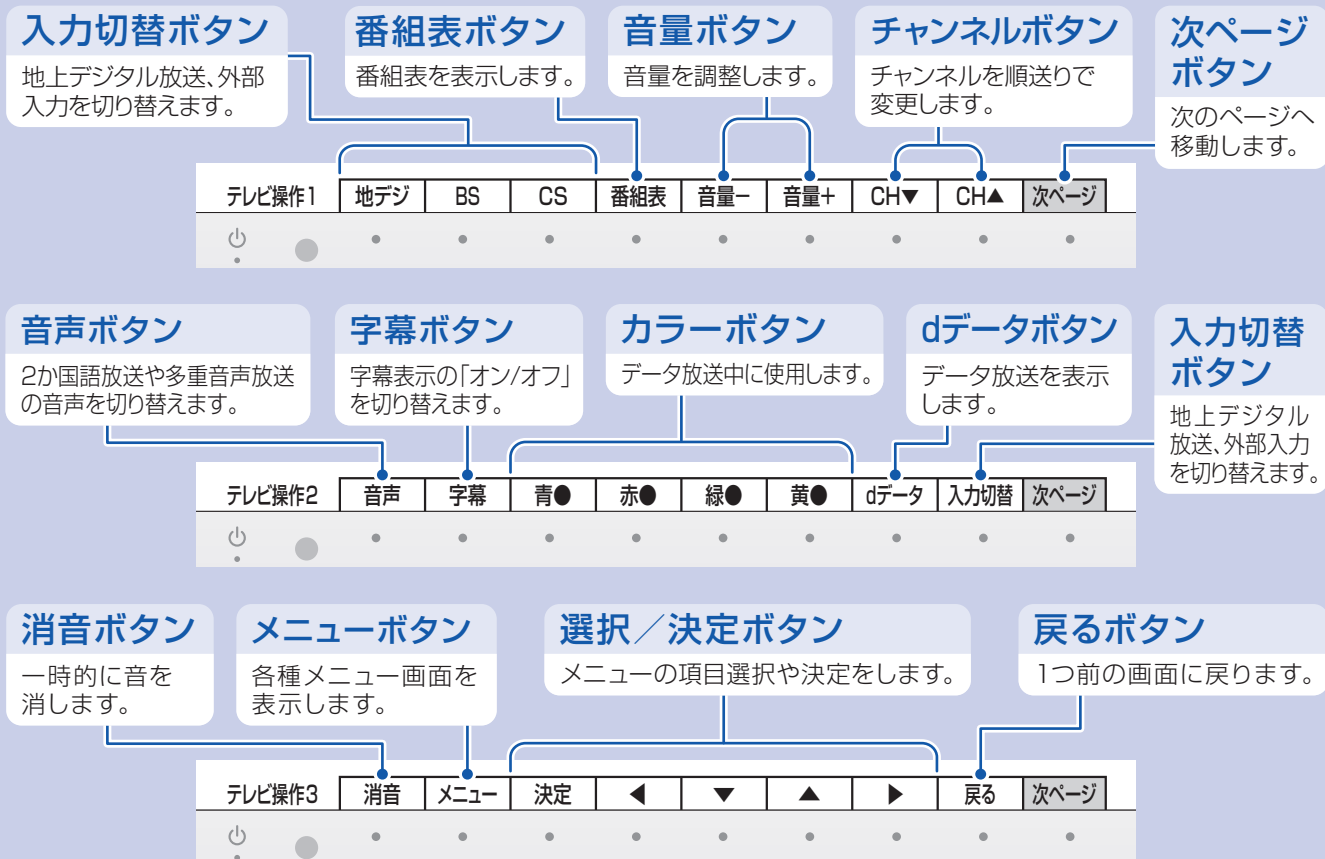 入力切替ボタン
地上デジタル放送、外部
入力を切り替えます。
番組表ボタン
番組表を表示します。
音量ボタン
音量を調整します。
チャンネルボタン
チャンネルを順送りで
変更します。
次ページ
ボタン
次のページへ
移動します。
テレビ操作1 地デジ BS CS 番組表 音量ー 音量+ CH▼ CH▲ 次ページ
音声ボタン
2か国語放送や多重音声放送
の音声を切り替えます。
字幕ボタン
字幕表示の「オン/オフ」
を切り替えます。
カラーボタン
データ放送中に使用します。
dデータボタン
データ放送を表示
します。
入力切替
ボタン
地上デジタル
放送、外部入力
を切り替えます。
テレビ操作2 音声 字幕 青● 赤● 緑● 黄● dデータ 入力切替 次ページ
消音ボタン
一時的に音を
消します。
メニューボタン
各種メニュー画面を
表示します。
選択／決定ボタン
メニューの項目選択や決定をします。
戻るボタン
1つ前の画面に戻ります。
テレビ操作3 消音 メニュー 決定 ◀ ▼ ▲ ▶ 戻る 次ページ